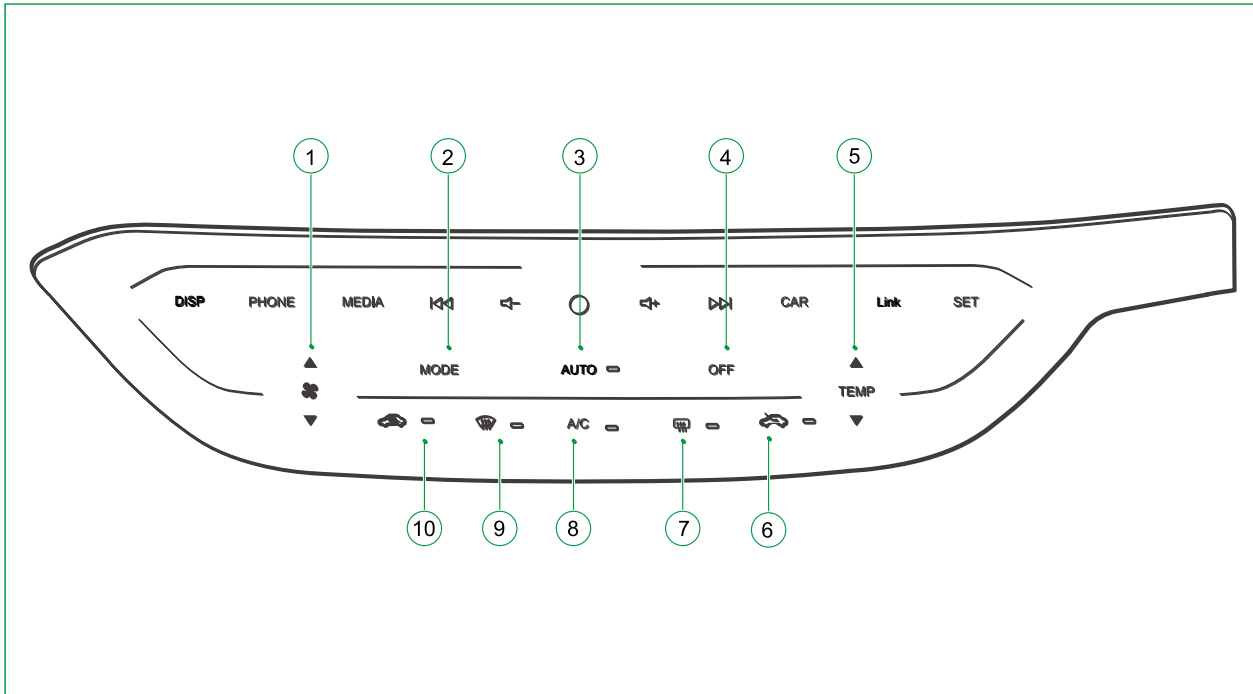 1 2 3 4 5
DISP PHONE MEDIA CAR Link SET
MODE AUTO OFF
TEMP
A/C
10 9 8 7 6